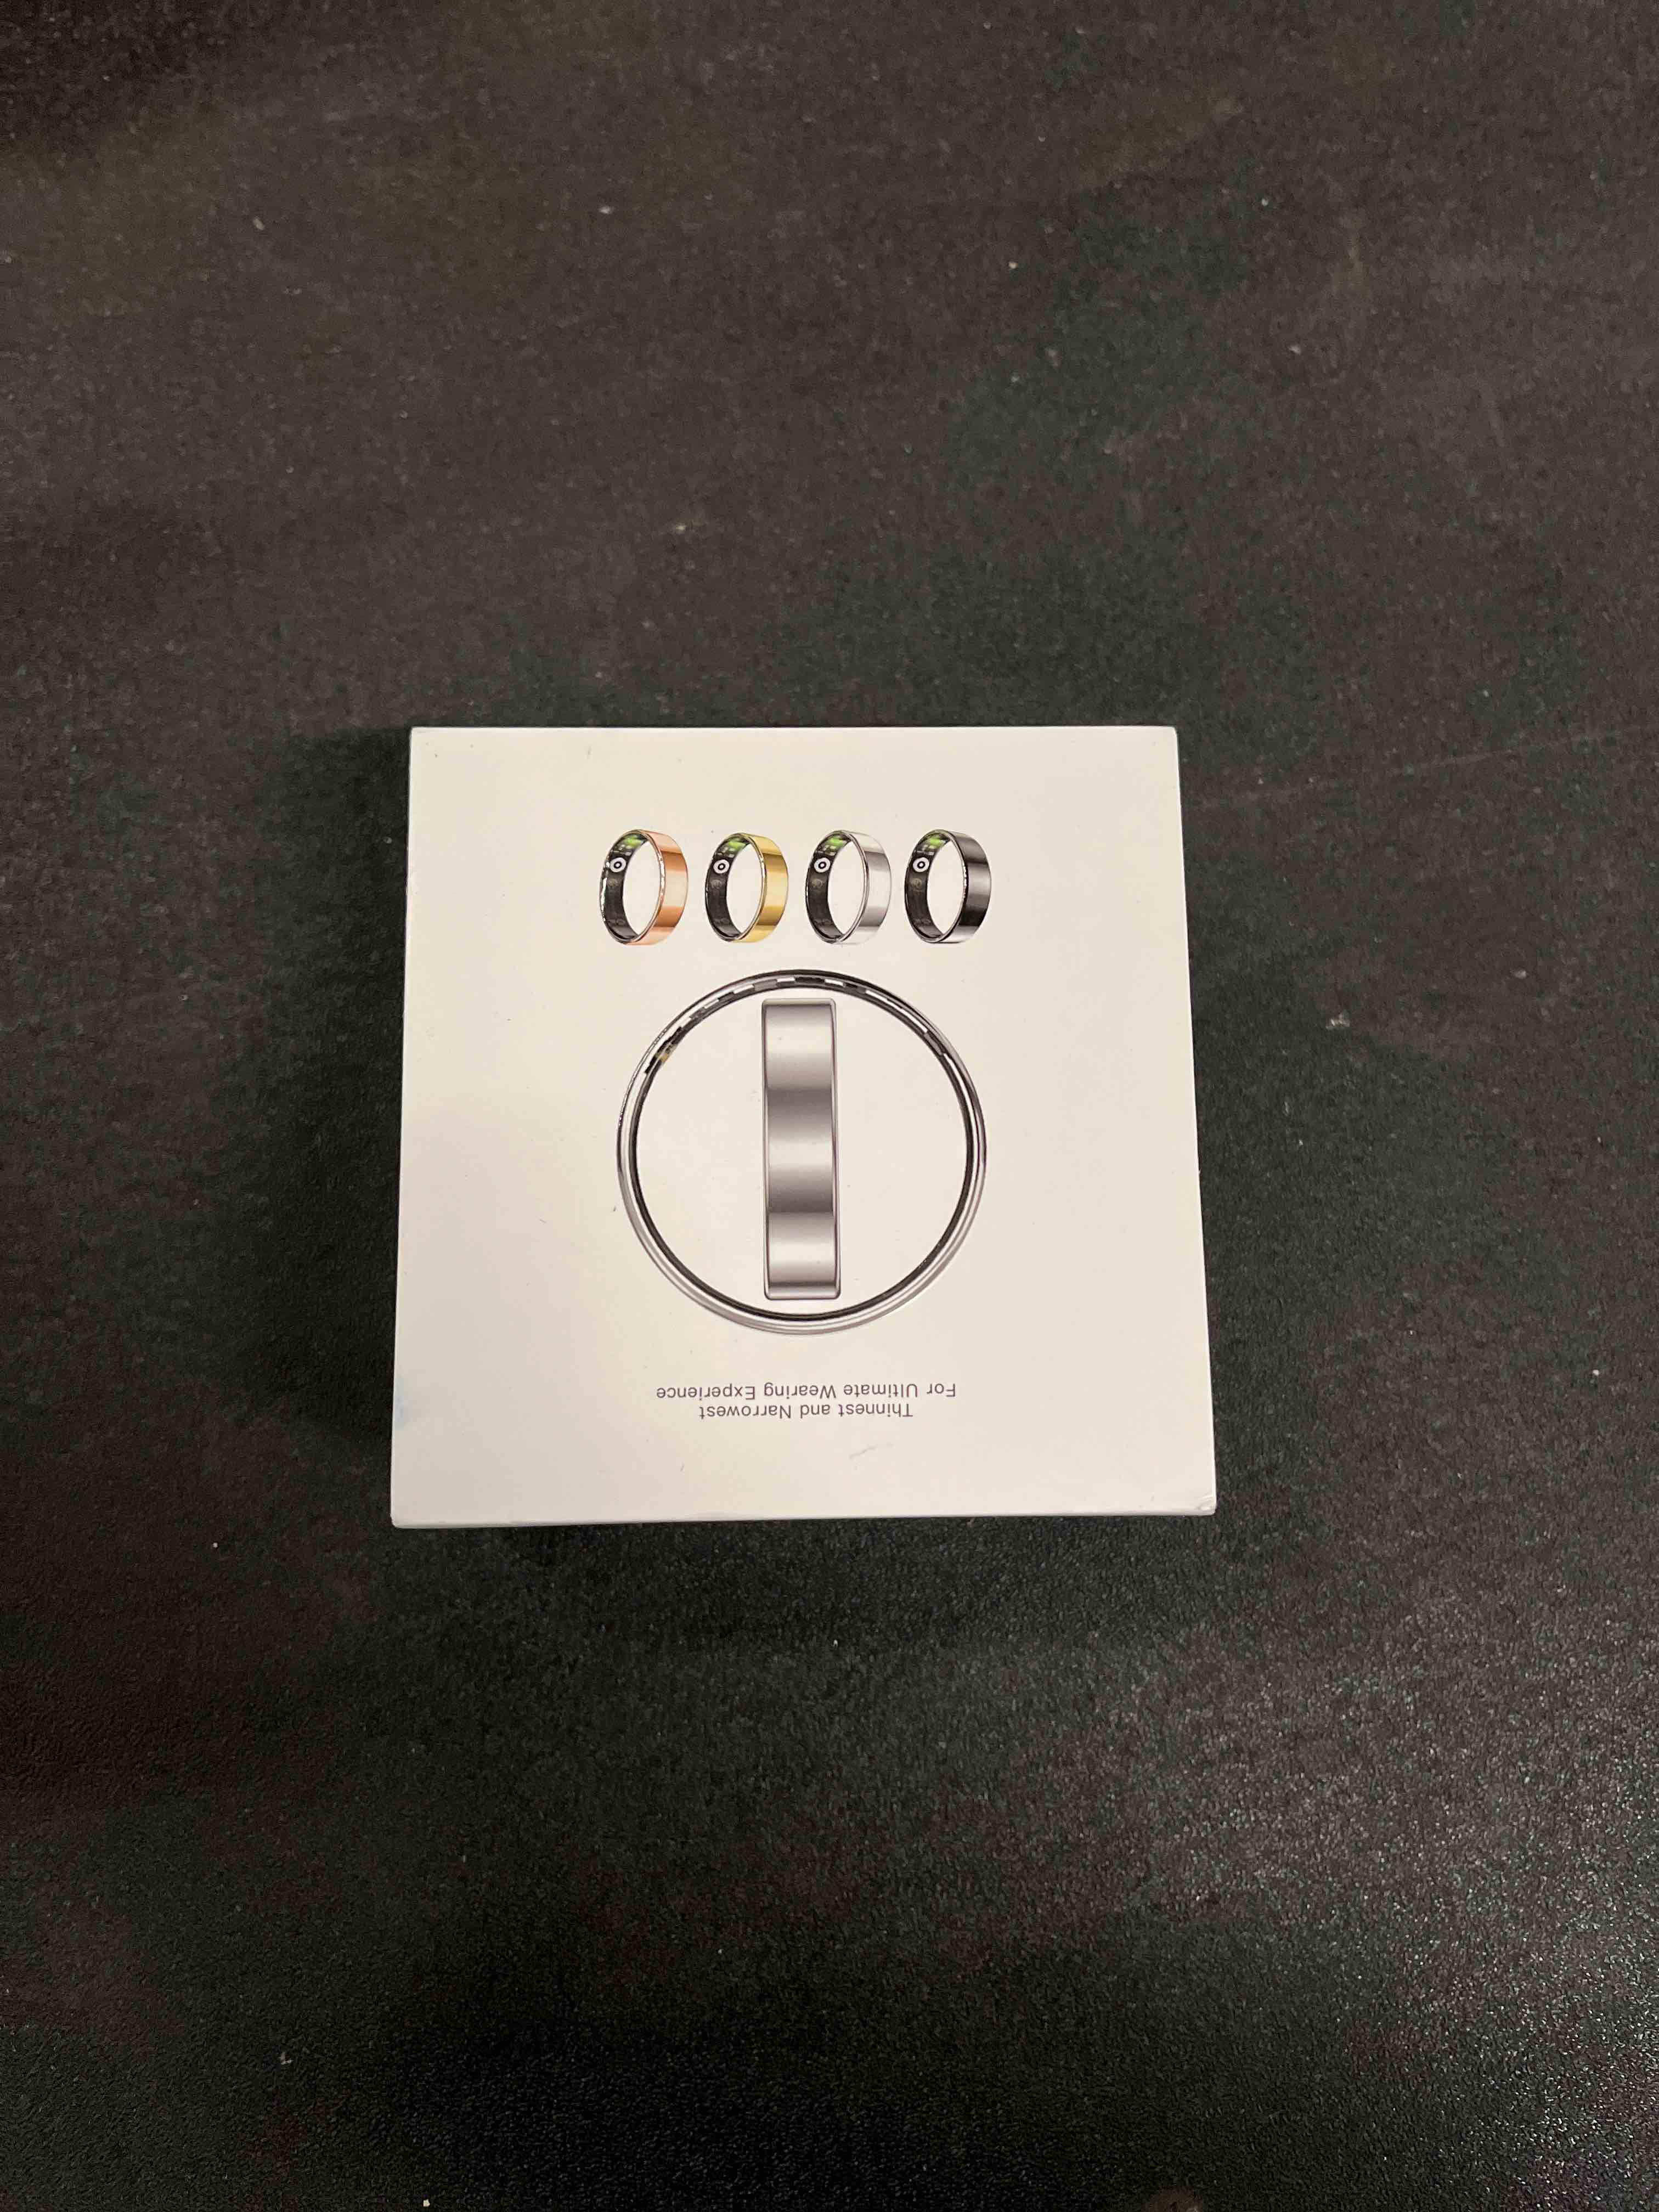 Thinnest and Narrowest
For Ultimate Wearing Experience